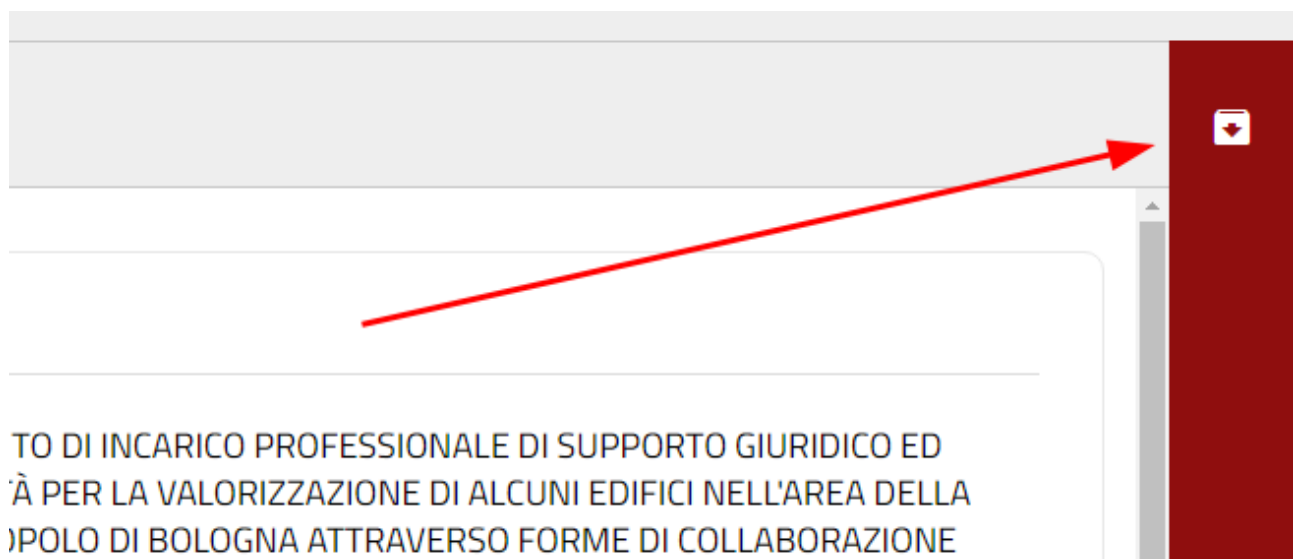 TO DI INCARICO PROFESSIONALE DI SUPPORTO GIURIDICO ED
À PER LA VALORIZZAZIONE DI ALCUNI EDIFICI NELL'AREA DELLA
OPOLO DI BOLOGNA ATTRAVERSO FORME DI COLLABORAZIONE